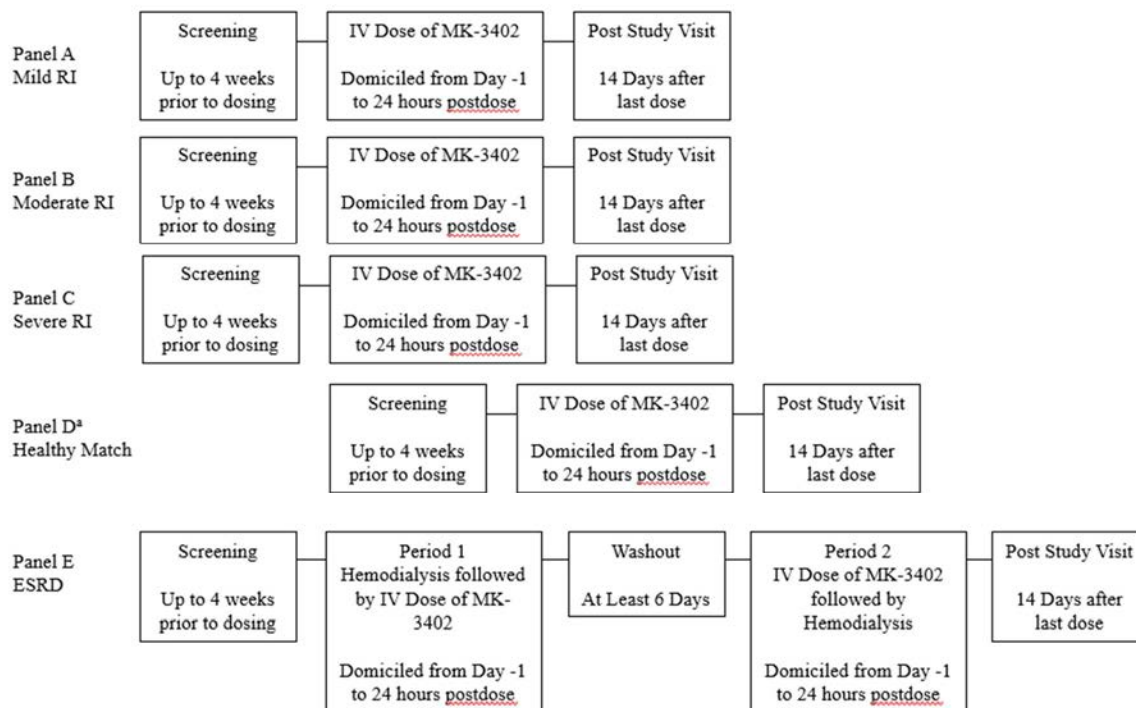 Panel A
Mild RI
Screening
Up to 4 weeks
prior to dosing
IV Dose of MK-3402
Domiciled from Day -1
to 24 hours postdose
Post Study Visit
14 Days after
last dose
Panel B
Moderate RI
Screening
Up to 4 weeks
prior to dosing
IV Dose of MK-3402
Domiciled from Day -1
to 24 hours postdose
Post Study Visit
14 Days after
last dose
Panel C
Severe RI
Screening
Up to 4 weeks
prior to dosing
IV Dose of MK-3402
Domiciled from Day -1
to 24 hours postdose
Post Study Visit
14 Days after
last dose
Panel Dª
Healthy Match
Screening
Up to 4 weeks
prior to dosing
IV Dose of MK-3402
Domiciled from Day -1
to 24 hours postdose
Post Study Visit
14 Days after
last dose
Panel E
ESRD
Screening
Up to 4 weeks
prior to dosing
Period 1
Hemodialysis followed
by IV Dose of MK-
3402
Domiciled from Day -1
to 24 hours postdose
Washout
At Least 6 Days
Period 2
IV Dose of MK-3402
followed by
Hemodialysis
Domiciled from Day -1
to 24 hours postdose
Post Study Visit
14 Days after
last dose